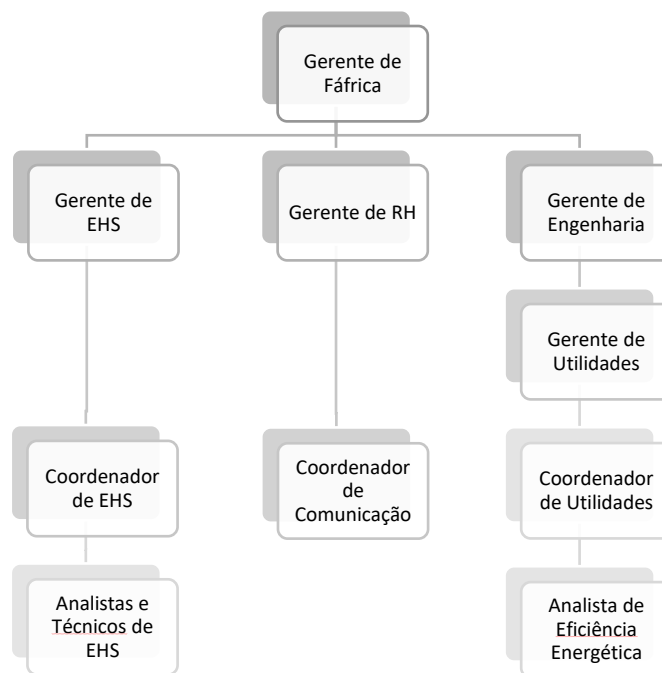 Gerente de
Fáfrica
Gerente de
EHS
Gerente de RH
Gerente de
Engenharia
Gerente de
Utilidades
Coordenador
de EHS
Coordenador
de
Comunicação
Coordenador
de Utilidades
Analistas e
Técnicos de
EHS
Analista de
Eficiência
Energética